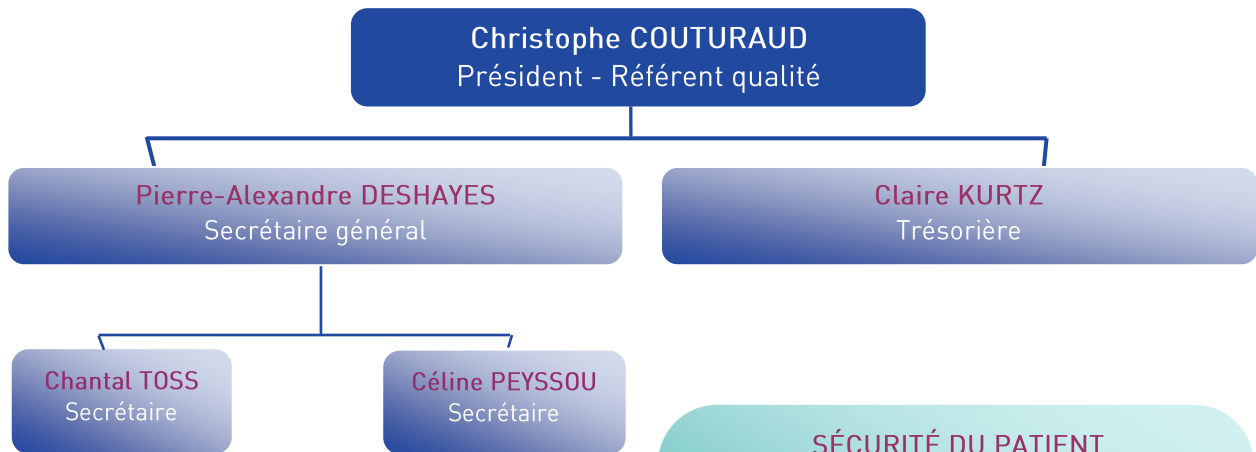 Christophe COUTURAUD
Président - Référent qualité
Pierre-Alexandre DESHAYES
Secrétaire général
Claire KURTZ
Trésorière
Chantal TOSS
Secrétaire
Céline PEYSSOU
Secrétaire
SÉCURITÉ DU PATIENT